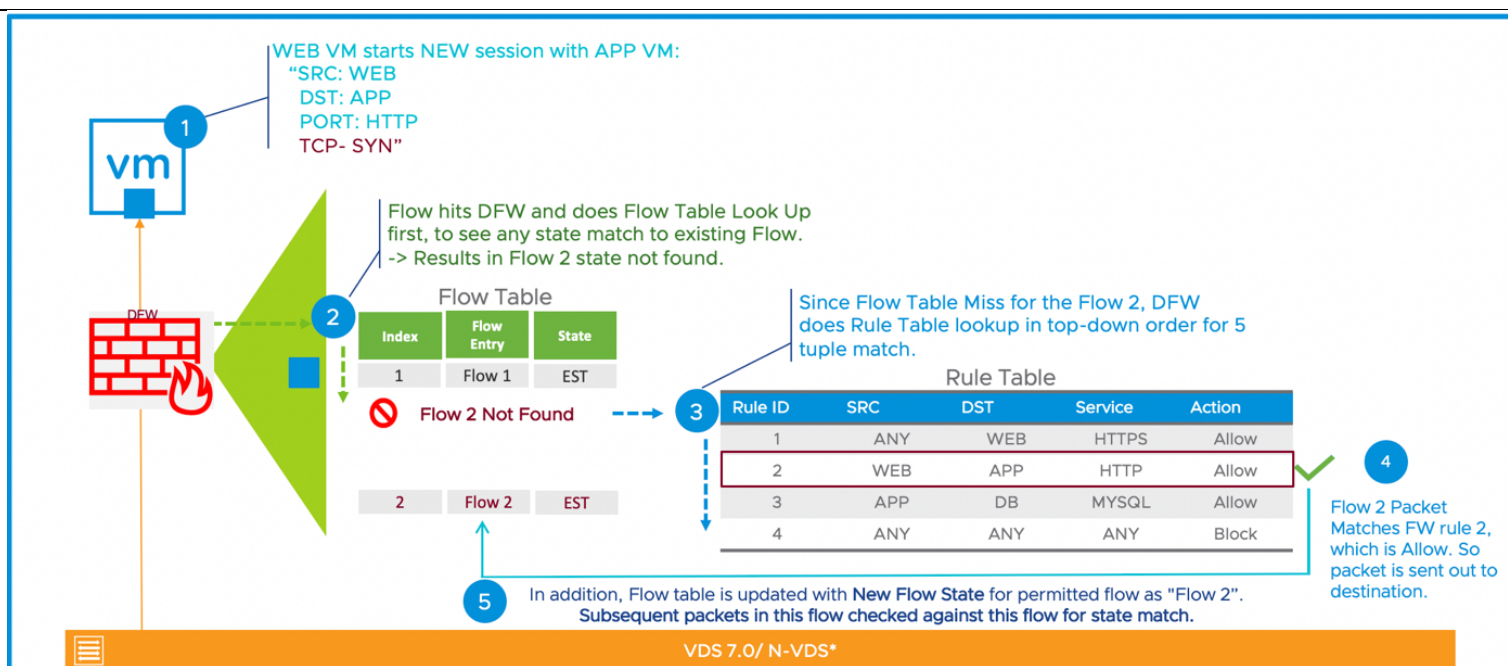 WEB VM starts NEW session with APP VM:
“SRC: WEB
DST: APP
PORT: HTTP
TCP- SYN”
1
vm
Flow hits DFW and does Flow Table Look Up
first, to see any state match to existing Flow.
-> Results in Flow 2 state not found.
DFW
2
Flow Table
Index Flow Entry State
1 Flow 1 EST
Flow 2 Not Found
2 Flow 2 EST
Since Flow Table Miss for the Flow 2, DFW
does Rule Table lookup in top-down order for 5
tuple match.
3
Rule Table
Rule ID SRC DST Service Action
1 ANY WEB HTTPS Allow
2 WEB APP HTTP Allow
3 APP DB MYSQL Allow
4 ANY ANY ANY Block
4
Flow 2 Packet
Matches FW rule 2,
which is Allow. So
packet is sent out to
destination.
5
In addition, Flow table is updated with New Flow State for permitted flow as "Flow 2”.
Subsequent packets in this flow checked against this flow for state match.
VDS 7.0/ N-VDS*